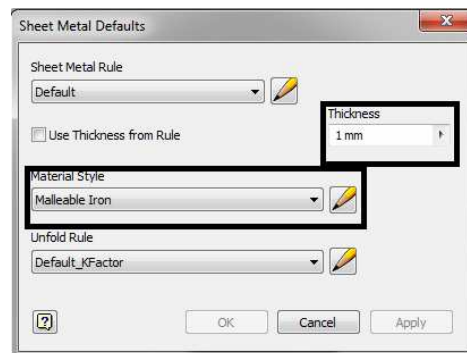 Sheet Metal Defaults
Sheet Metal Rule
Default
Thickness
Use Thickness from Rule
1 mm
Material Style
Malleable Iron
Unfold Rule
Default_KFactor
OK Cancel Apply